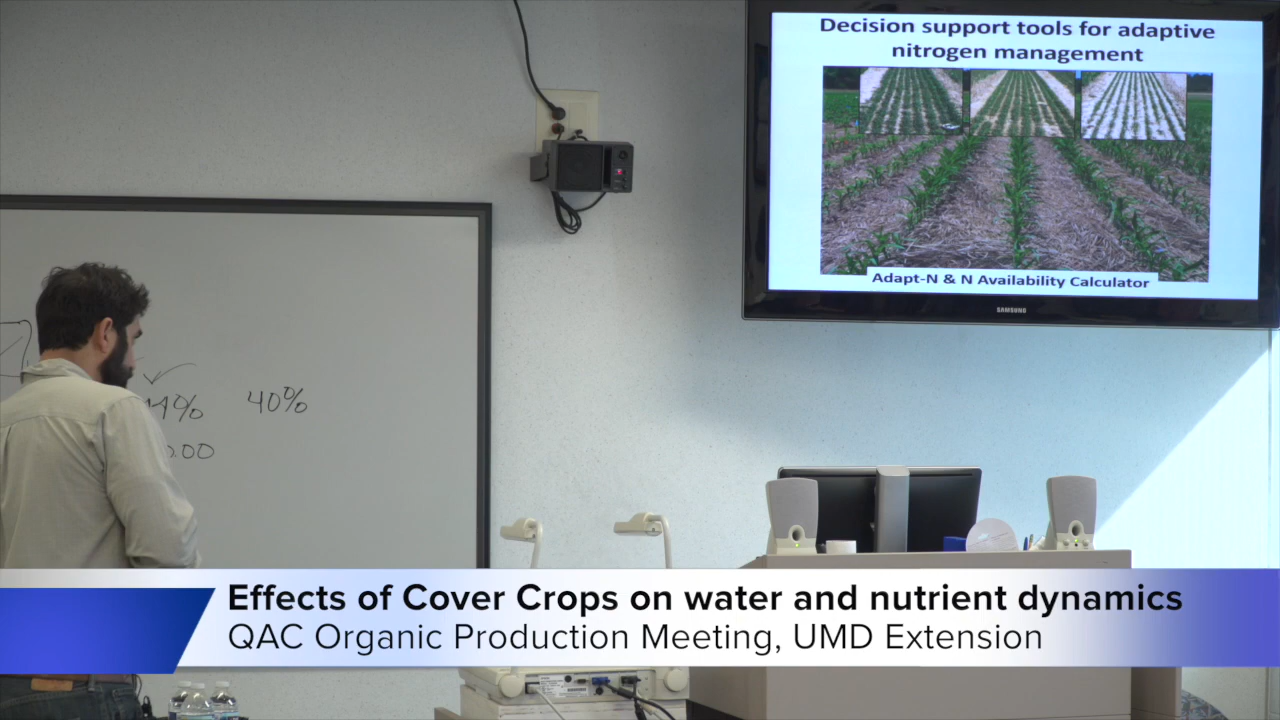 Decision support tools for adaptive
nitrogen management
Adapt-N & N Availability Calculator
SAMSUNG
40%
Effects of Cover Crops on water and nutrient dynamics
QAC Organic Production Meeting, UMD Extension